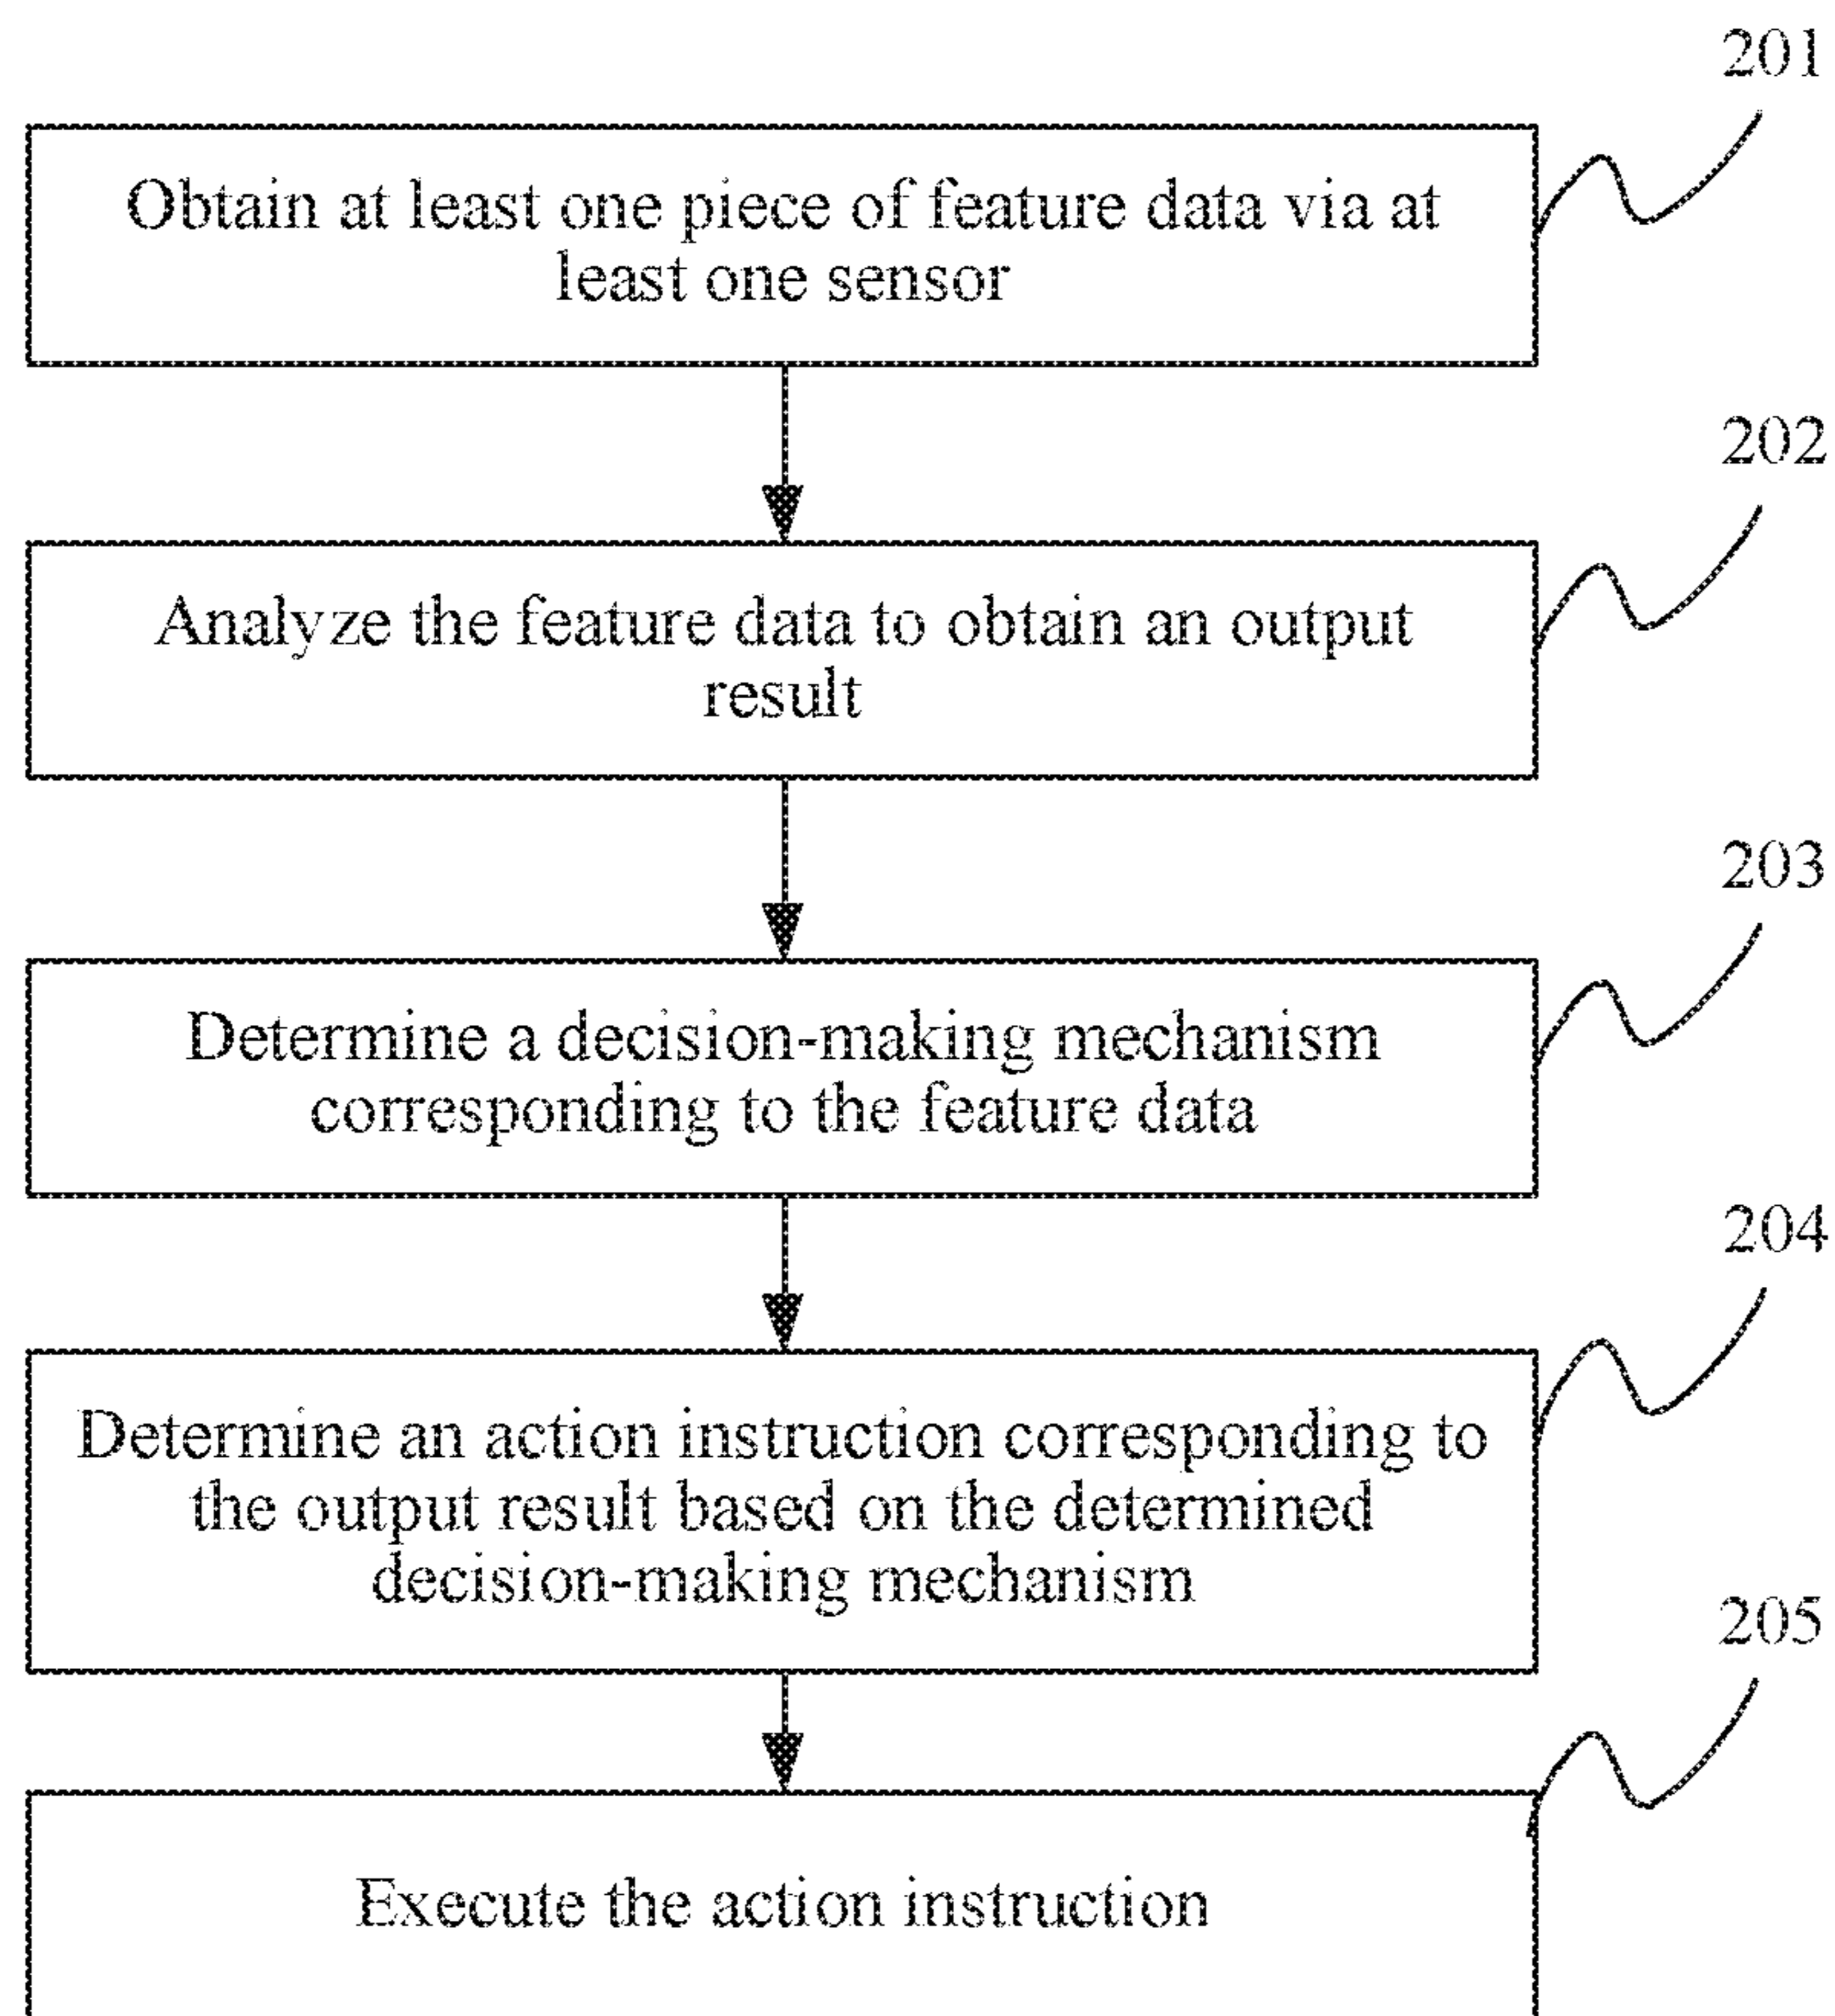 201
Obtain at least one piece of feature data via at
least one sensor
202
Analyze the feature data to obtain an output
result
203
Determine a decision-making mechanism
corresponding to the feature data
204
Determine an action instruction corresponding to
the output result based on the determined
decision-making mechanism
205
Execute the action instruction